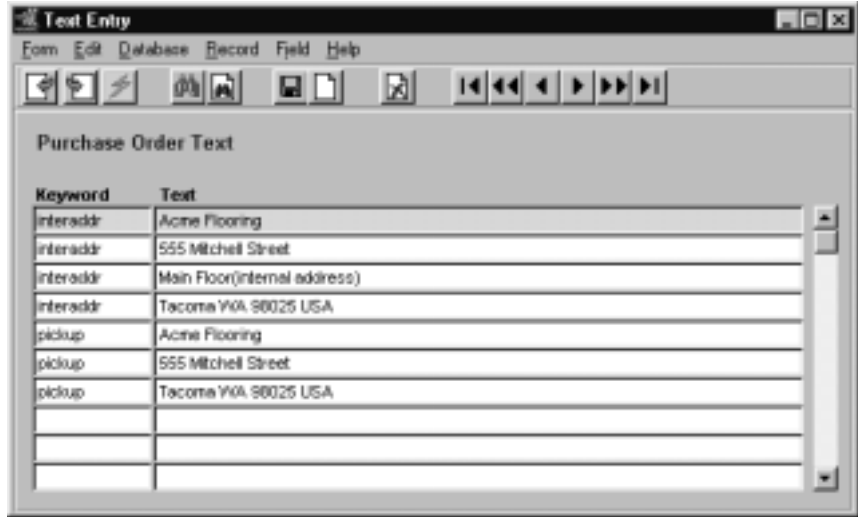 Text Entry
Form Edit Database Record Field Help
Purchase Order Text
Keyword Text
interaddr Acme Flooring
interaddr 555 Mitchell Street
interaddr Main Floor(internal address)
interaddr Tacoma WA 98025 USA
pickup Acme Flooring
pickup 555 Mitchell Street
pickup Tacoma WA 98025 USA